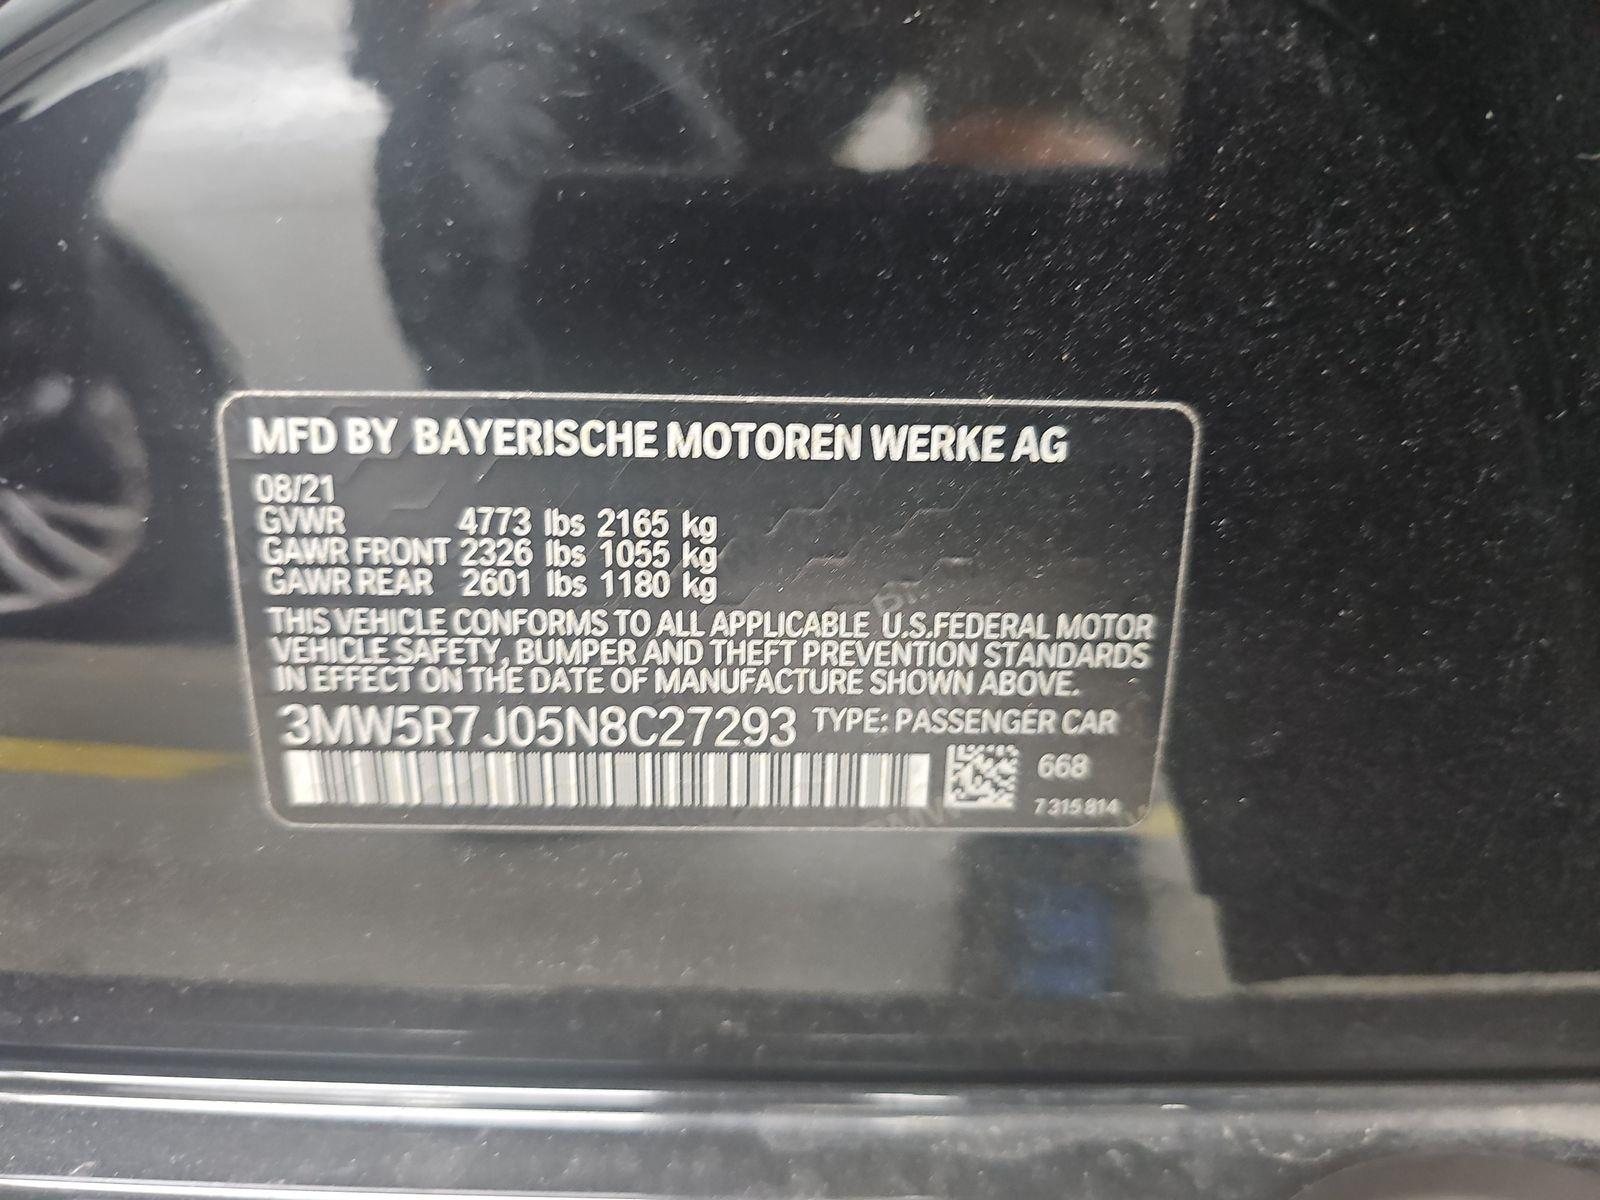 MFD BY BAYERISCHE MOTOREN WERKE AG
08/21
GVWR 4773 lbs 2165 kg
GAWR FRONT 2326 lbs 1055 kg
GAWR REAR 2601 lbs 1180 kg
THIS VEHICLE CONFORMS TO ALL APPLICABLE U.S.FEDERAL MOTOR
VEHICLE SAFETY, BUMPER AND THEFT PREVENTION STANDARDS
IN EFFECT ON THE DATE OF MANUFACTURE SHOWN ABOVE.
3MW5R7J05N8C27293 TYPE: PASSENGER CAR
668
7 315 814